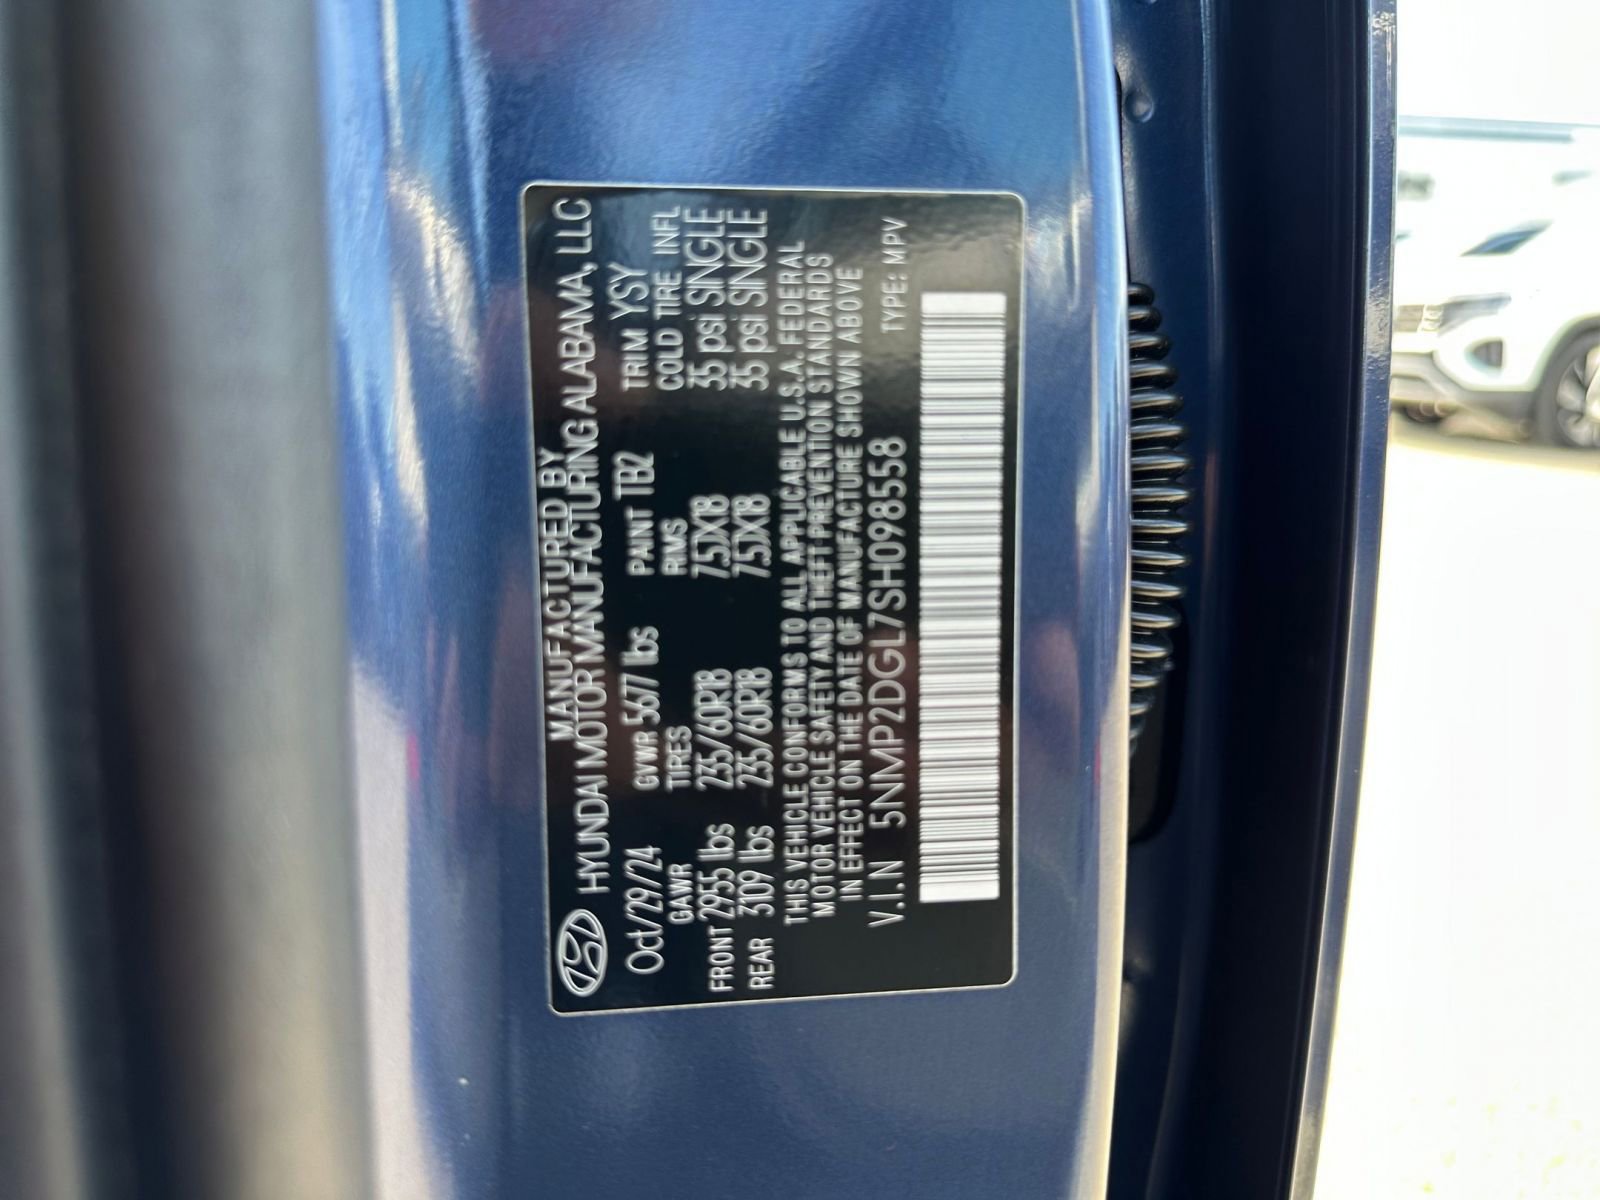 MANUFACTURED BY
HYUNDAI MOTOR MANUFACTURING ALABAMA, LLC
Oct/29/24 GVWR 5677 lbs PAINT TB2 TRIM YSY
GAWR TIRES RIMS COLD TIRE INFL
FRONT 2955 lbs 235/60R18 7.5JX18 35 psi SINGLE
REAR 3109 lbs 235/60R18 7.5JX18 35 psi SINGLE
THIS VEHICLE CONFORMS TO ALL APPLICABLE U.S.A. FEDERAL
MOTOR VEHICLE SAFETY AND THEFT PREVENTION STANDARDS
IN EFFECT ON THE DATE OF MANUFACTURE SHOWN ABOVE
V.I.N 5NMP2DGL7SH098558 TYPE: MPV